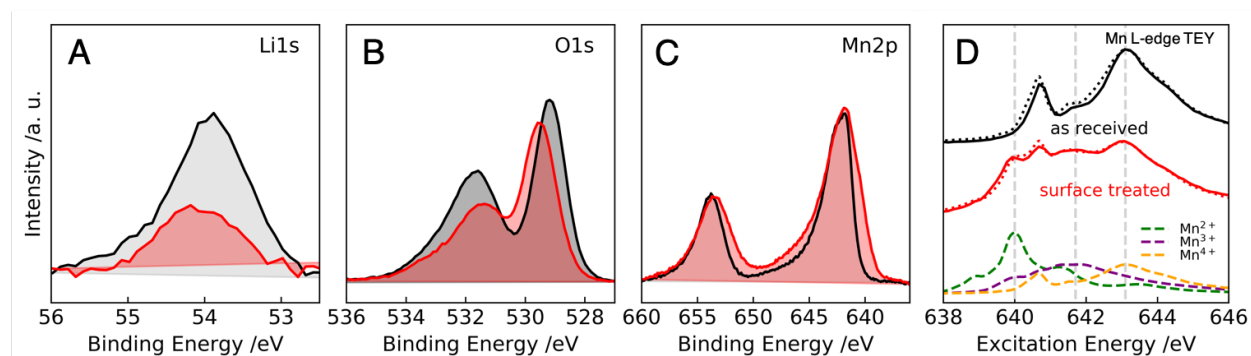 A
Li1s
B
O1s
C
Mn2p
D
Mn L-edge TEY
as received
surface treated
Mn2+
Mn3+
Mn4+
Intensity /a. u.
56 55 54 53
536 534 532 530 528
660 655 650 645 640
638 640 642 644 646
Binding Energy /eV
Binding Energy /eV
Binding Energy /eV
Excitation Energy /eV